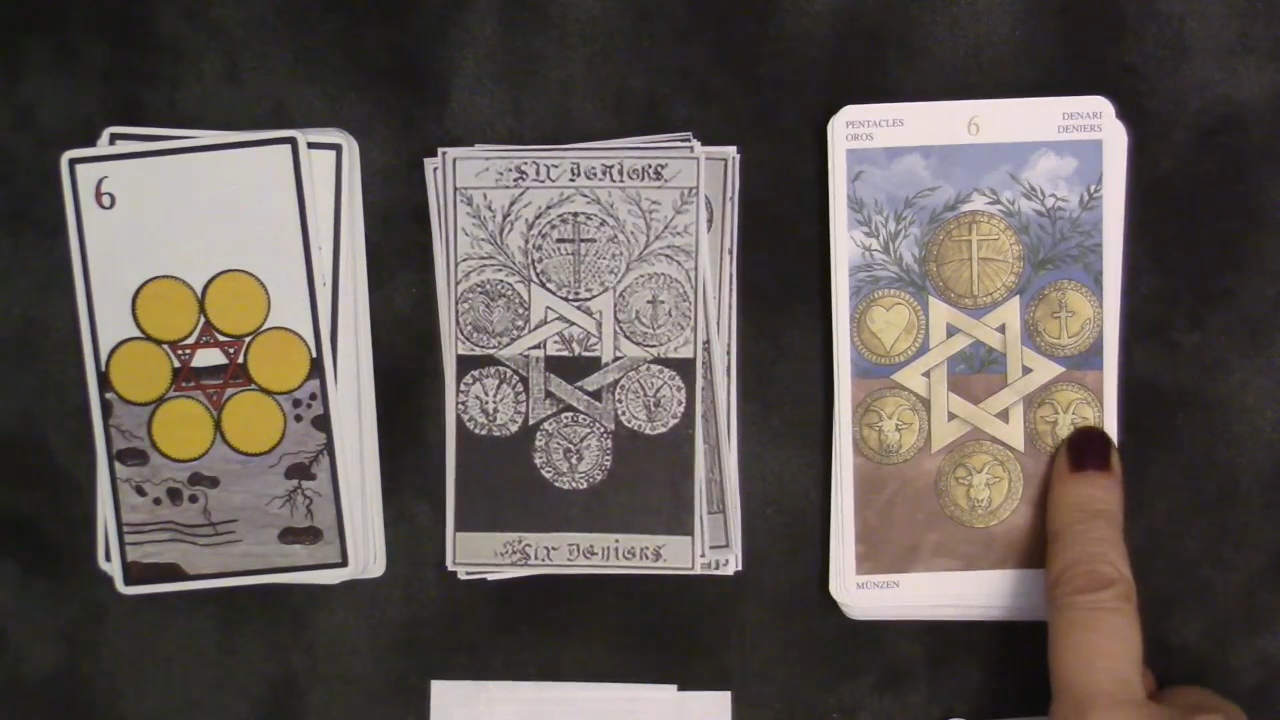 6
SIX DENIERS
SIX DENIERS.
PENTACLES
OROS
6
DENARI
DENIERS
MÜNZEN